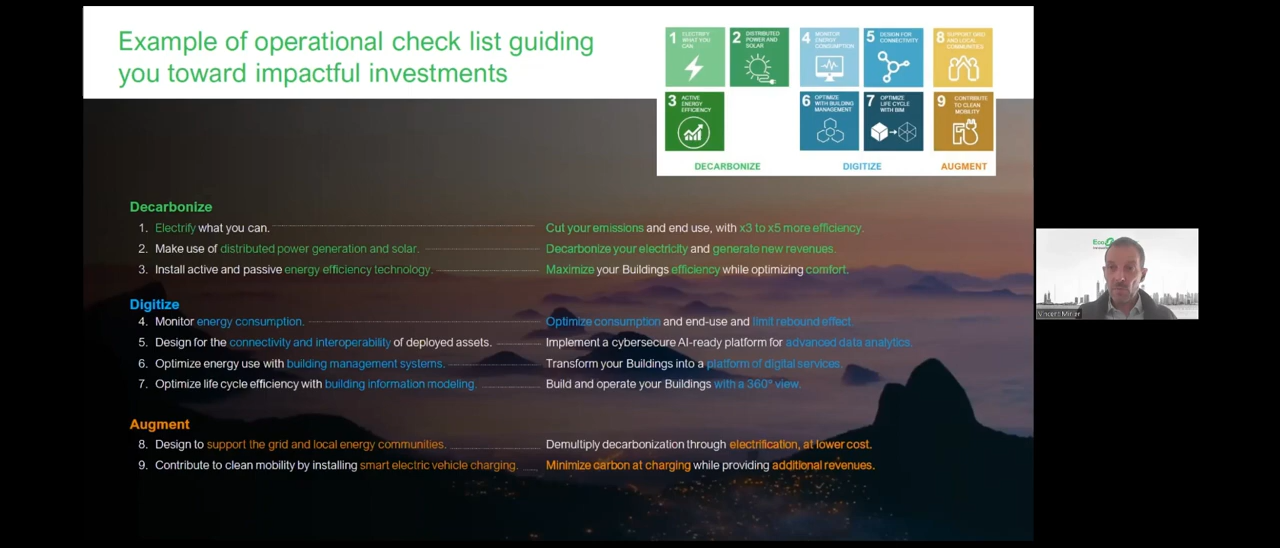 Example of operational check list guiding
you toward impactful investments
1 ELECTRIFY
WHAT YOU
CAN
2 DISTRIBUTED
POWER AND
SOLAR
4 MONITOR
ENERGY
CONSUMPTION
5 DESIGN FOR
CONNECTIVITY
8 SUPPORT GRID
AND LOCAL
COMMUNITIES
3 ACTIVE
ENERGY
EFFICIENCY
6 OPTIMIZE
WITH BUILDING
MANAGEMENT
7 OPTIMIZE
LIFE CYCLE
WITH BIM
9 CONTRIBUTE
TO CLEAN
MOBILITY
DECARBONIZE DIGITIZE AUGMENT
Decarbonize
1. Electrify what you can. Cut your emissions and end use, with x3 to x5 more efficiency.
2. Make use of distributed power generation and solar. Decarbonize your electricity and generate new revenues.
3. Install active and passive energy efficiency technology. Maximize your Buildings efficiency while optimizing comfort.
Digitize
4. Monitor energy consumption. Optimize consumption and end-use and limit rebound effect.
5. Design for the connectivity and interoperability of deployed assets. Implement a cybersecure AI-ready platform for advanced data analytics.
6. Optimize energy use with building management systems. Transform your Buildings into a platform of digital services.
7. Optimize life cycle efficiency with building information modeling. Build and operate your Buildings with a 360° view.
Augment
8. Design to support the grid and local energy communities. Demultiply decarbonization through electrification, at lower cost.
9. Contribute to clean mobility by installing smart electric vehicle charging. Minimize carbon at charging while providing additional revenues.
Vincent Minier